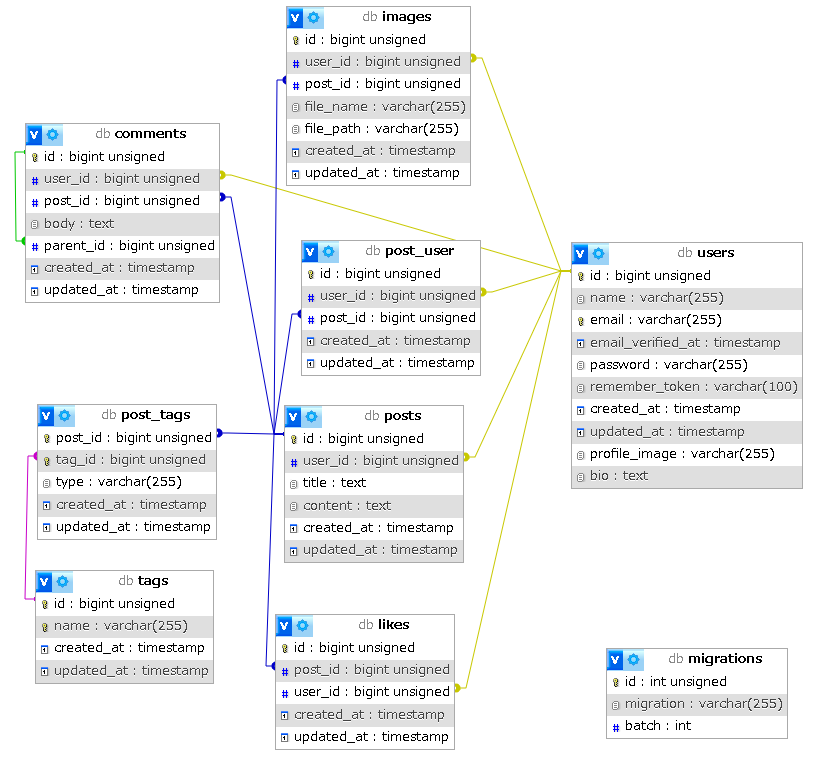 db images
id : bigint unsigned
user_id : bigint unsigned
post_id : bigint unsigned
file_name : varchar(255)
file_path : varchar(255)
created_at : timestamp
updated_at : timestamp
db comments
id : bigint unsigned
user_id : bigint unsigned
post_id : bigint unsigned
body : text
parent_id : bigint unsigned
created_at : timestamp
updated_at : timestamp
db post_user
id : bigint unsigned
user_id : bigint unsigned
post_id : bigint unsigned
created_at : timestamp
updated_at : timestamp
db users
id : bigint unsigned
name : varchar(255)
email : varchar(255)
email_verified_at : timestamp
password : varchar(255)
remember_token : varchar(100)
created_at : timestamp
updated_at : timestamp
profile_image : varchar(255)
bio : text
db post_tags
post_id : bigint unsigned
tag_id : bigint unsigned
type : varchar(255)
created_at : timestamp
updated_at : timestamp
db posts
id : bigint unsigned
user_id : bigint unsigned
title : text
content : text
created_at : timestamp
updated_at : timestamp
db tags
id : bigint unsigned
name : varchar(255)
created_at : timestamp
updated_at : timestamp
db likes
id : bigint unsigned
post_id : bigint unsigned
user_id : bigint unsigned
created_at : timestamp
updated_at : timestamp
db migrations
id : int unsigned
migration : varchar(255)
batch : int